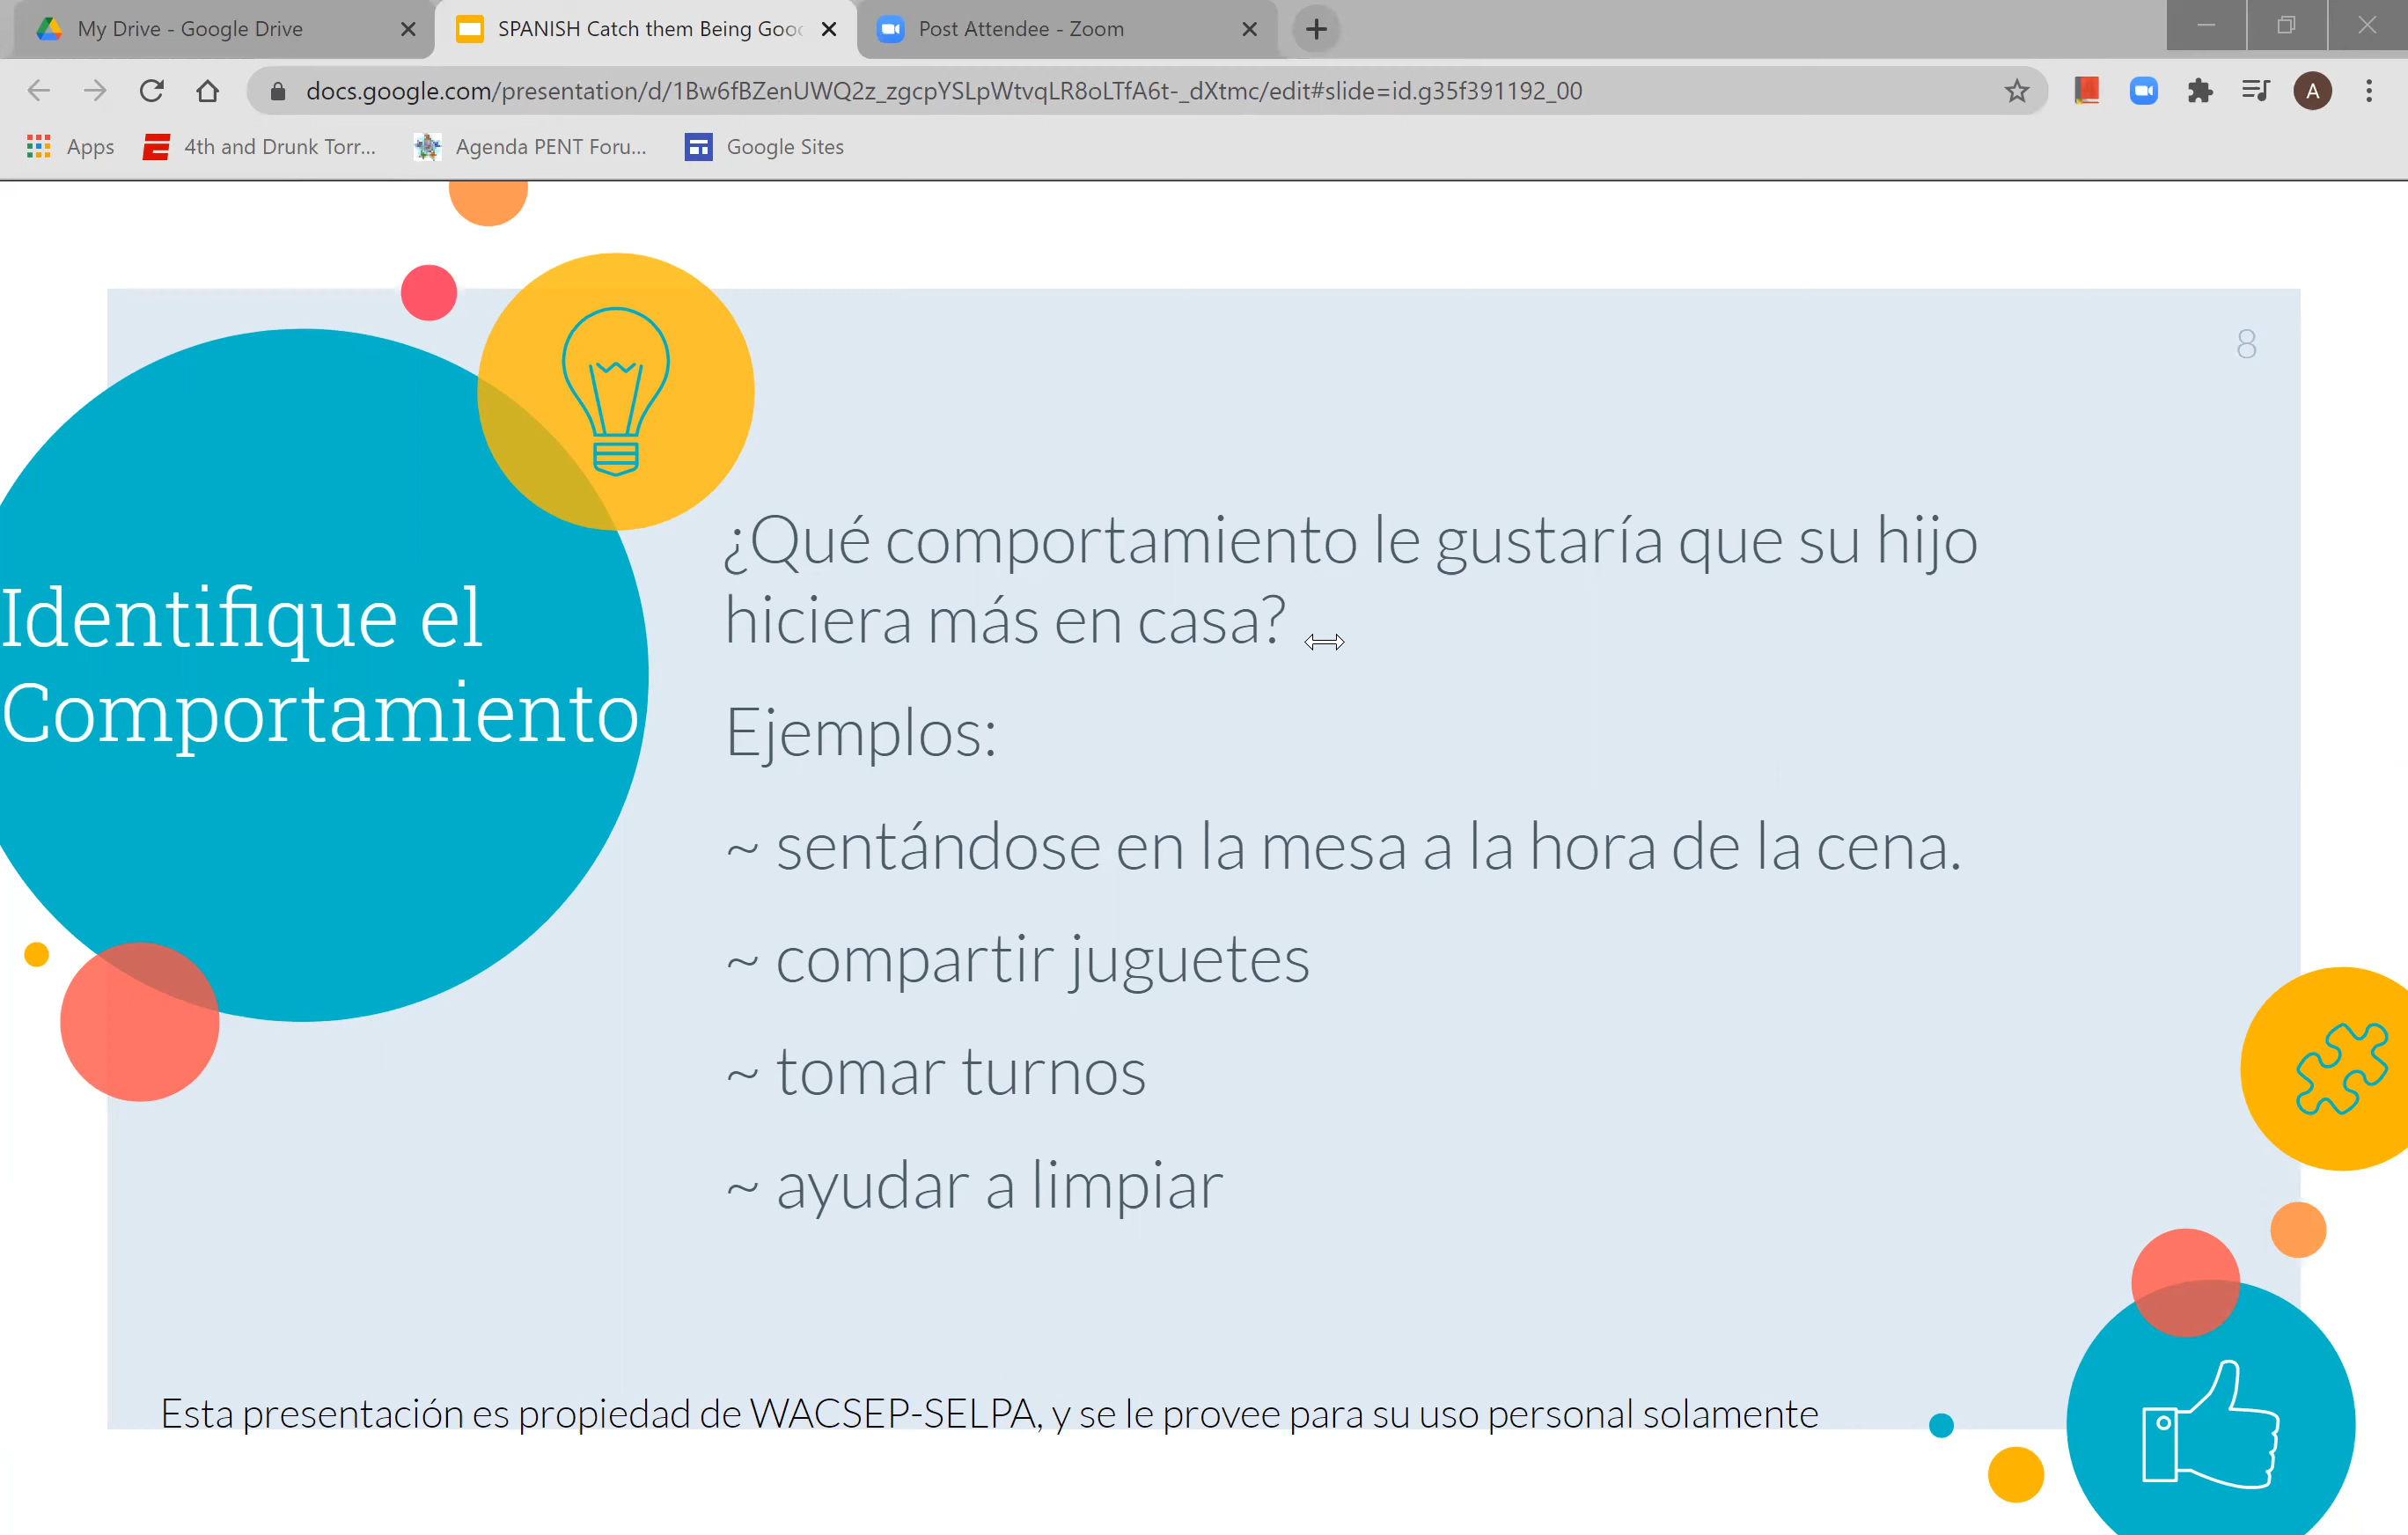 My Drive - Google Drive
SPANISH Catch them Being Goo
Post Attendee - Zoom
docs.google.com/presentation/d/1Bw6fBZenUWQ2z_zgcpYSLpWtvqLR8oLTfA6t-_dXtmc/edit#slide=id.g35f391192_00
A
Apps
4th and Drunk Torr...
Agenda PENT Foru...
Google Sites
8
Identifique el
Comportamiento
¿Qué comportamiento le gustaría que su hijo
hiciera más en casa?
Ejemplos:
~ sentándose en la mesa a la hora de la cena.
~ compartir juguetes
~ tomar turnos
~ ayudar a limpiar
Esta presentación es propiedad de WACSEP-SELPA, y se le provee para su uso personal solamente